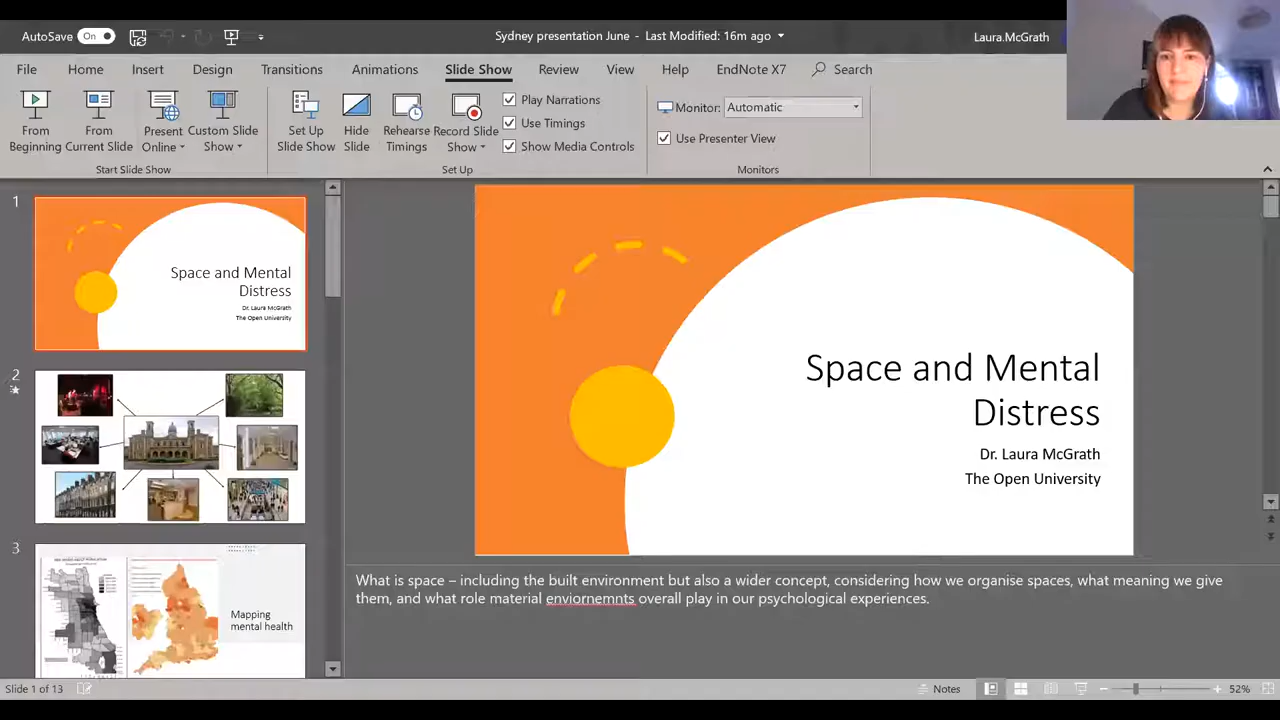 AutoSave On
Sydney presentation June - Last Modified: 16m ago
Laura.McGrath
File Home Insert Design Transitions Animations Slide Show Review View Help EndNote X7 Search
From Beginning
From Current Slide
Present Online
Custom Slide Show
Set Up Slide Show
Hide Slide
Rehearse Timings
Record Slide Show
Play Narrations
Use Timings
Show Media Controls
Monitor: Automatic
Use Presenter View
Start Slide Show
Set Up
Monitors
1
Space and Mental
Distress
Dr. Laura McGrath
The Open University
2
3
Mapping
mental health
Space and Mental
Distress
Dr. Laura McGrath
The Open University
What is space – including the built environment but also a wider concept, considering how we organise spaces, what meaning we give
them, and what role material enviornemnts overall play in our psychological experiences.
Slide 1 of 13
Notes
52%